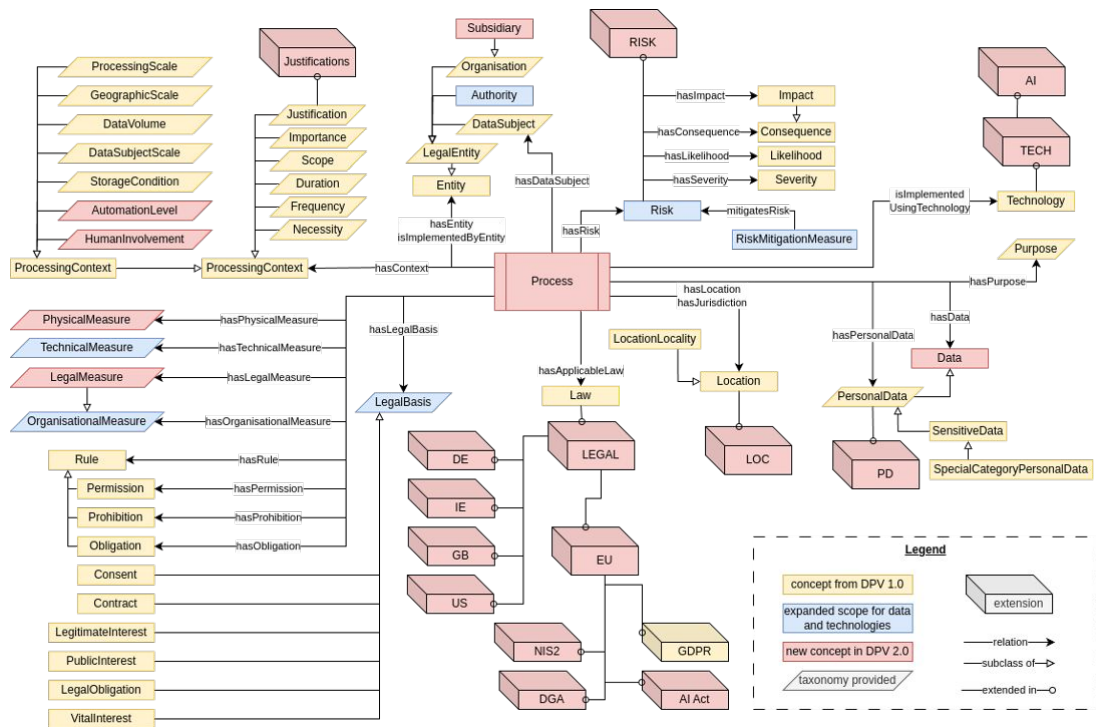 Subsidiary
RISK
ProcessingScale
Justifications
Organisation
AI
GeographicScale
Authority
hasImpact
Impact
DataVolume
Justification
DataSubject
Importance
hasConsequence
Consequence
DataSubjectScale
LegalEntity
TECH
Scope
hasLikelihood
Likelihood
StorageCondition
Duration
Entity
hasDataSubject
hasSeverity
Severity
isImplemented
UsingTechnology
Technology
AutomationLevel
Frequency
Risk
mitigatesRisk
HumanInvolvement
Necessity
hasEntity
isImplementedByEntity
hasRisk
RiskMitigationMeasure
Purpose
ProcessingContext
ProcessingContext
hasContext
Process
hasPurpose
hasLocation
hasJurisdiction
PhysicalMeasure
hasPhysicalMeasure
hasLegalBasis
hasData
hasPersonalData
TechnicalMeasure
hasTechnicalMeasure
LocationLocality
Data
LegalMeasure
hasLegalMeasure
hasApplicableLaw
Location
LegalBasis
Law
PersonalData
OrganisationalMeasure
hasOrganisationalMeasure
SensitiveData
Rule
hasRule
DE
LEGAL
LOC
PD
SpecialCategoryPersonalData
Permission
hasPermission
IE
Prohibition
hasProhibition
Obligation
hasObligation
GB
EU
Legend
Consent
concept from DPV 1.0
extension
Contract
US
expanded scope for data
and technologies
LegitimateInterest
relation
NIS2
GDPR
new concept in DPV 2.0
PublicInterest
subclass of
taxonomy provided
LegalObligation
DGA
AI Act
extended in
VitalInterest